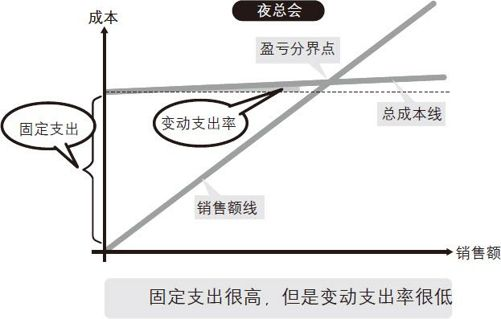 夜总会
成本
盈亏分界点
总成本线
固定支出
变动支出率
销售额线
销售额
固定支出很高，但是变动支出率很低